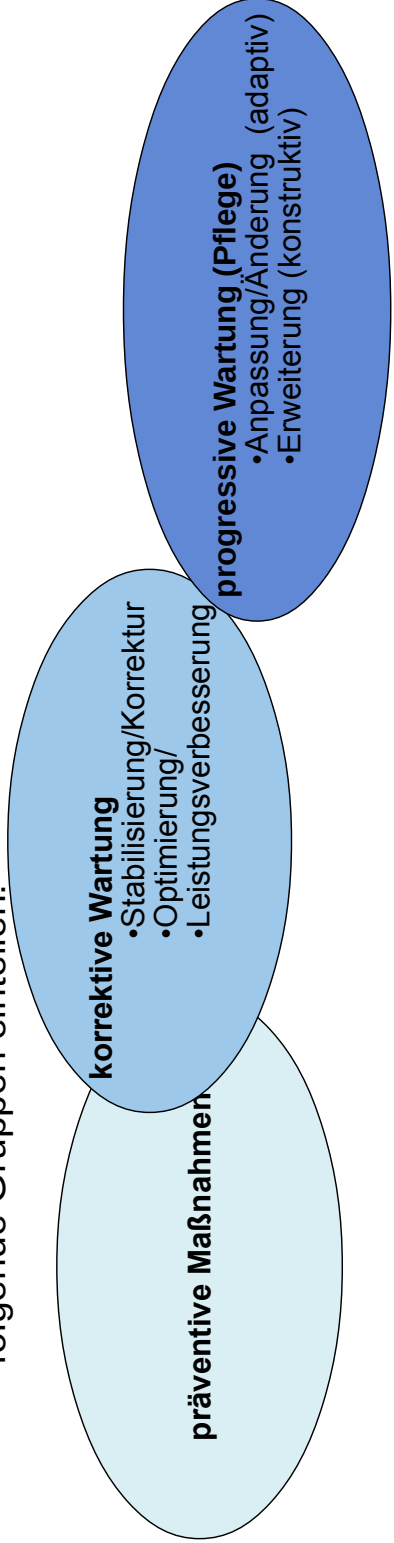 folgende Gruppen einteilen:
präventive Maßnahmen
korrektive Wartung
•Stabilisierung/Korrektur
•Optimierung/
•Leistungsverbesserung
progressive Wartung (Pflege)
•Anpassung/Änderung (adaptiv)
•Erweiterung (konstruktiv)